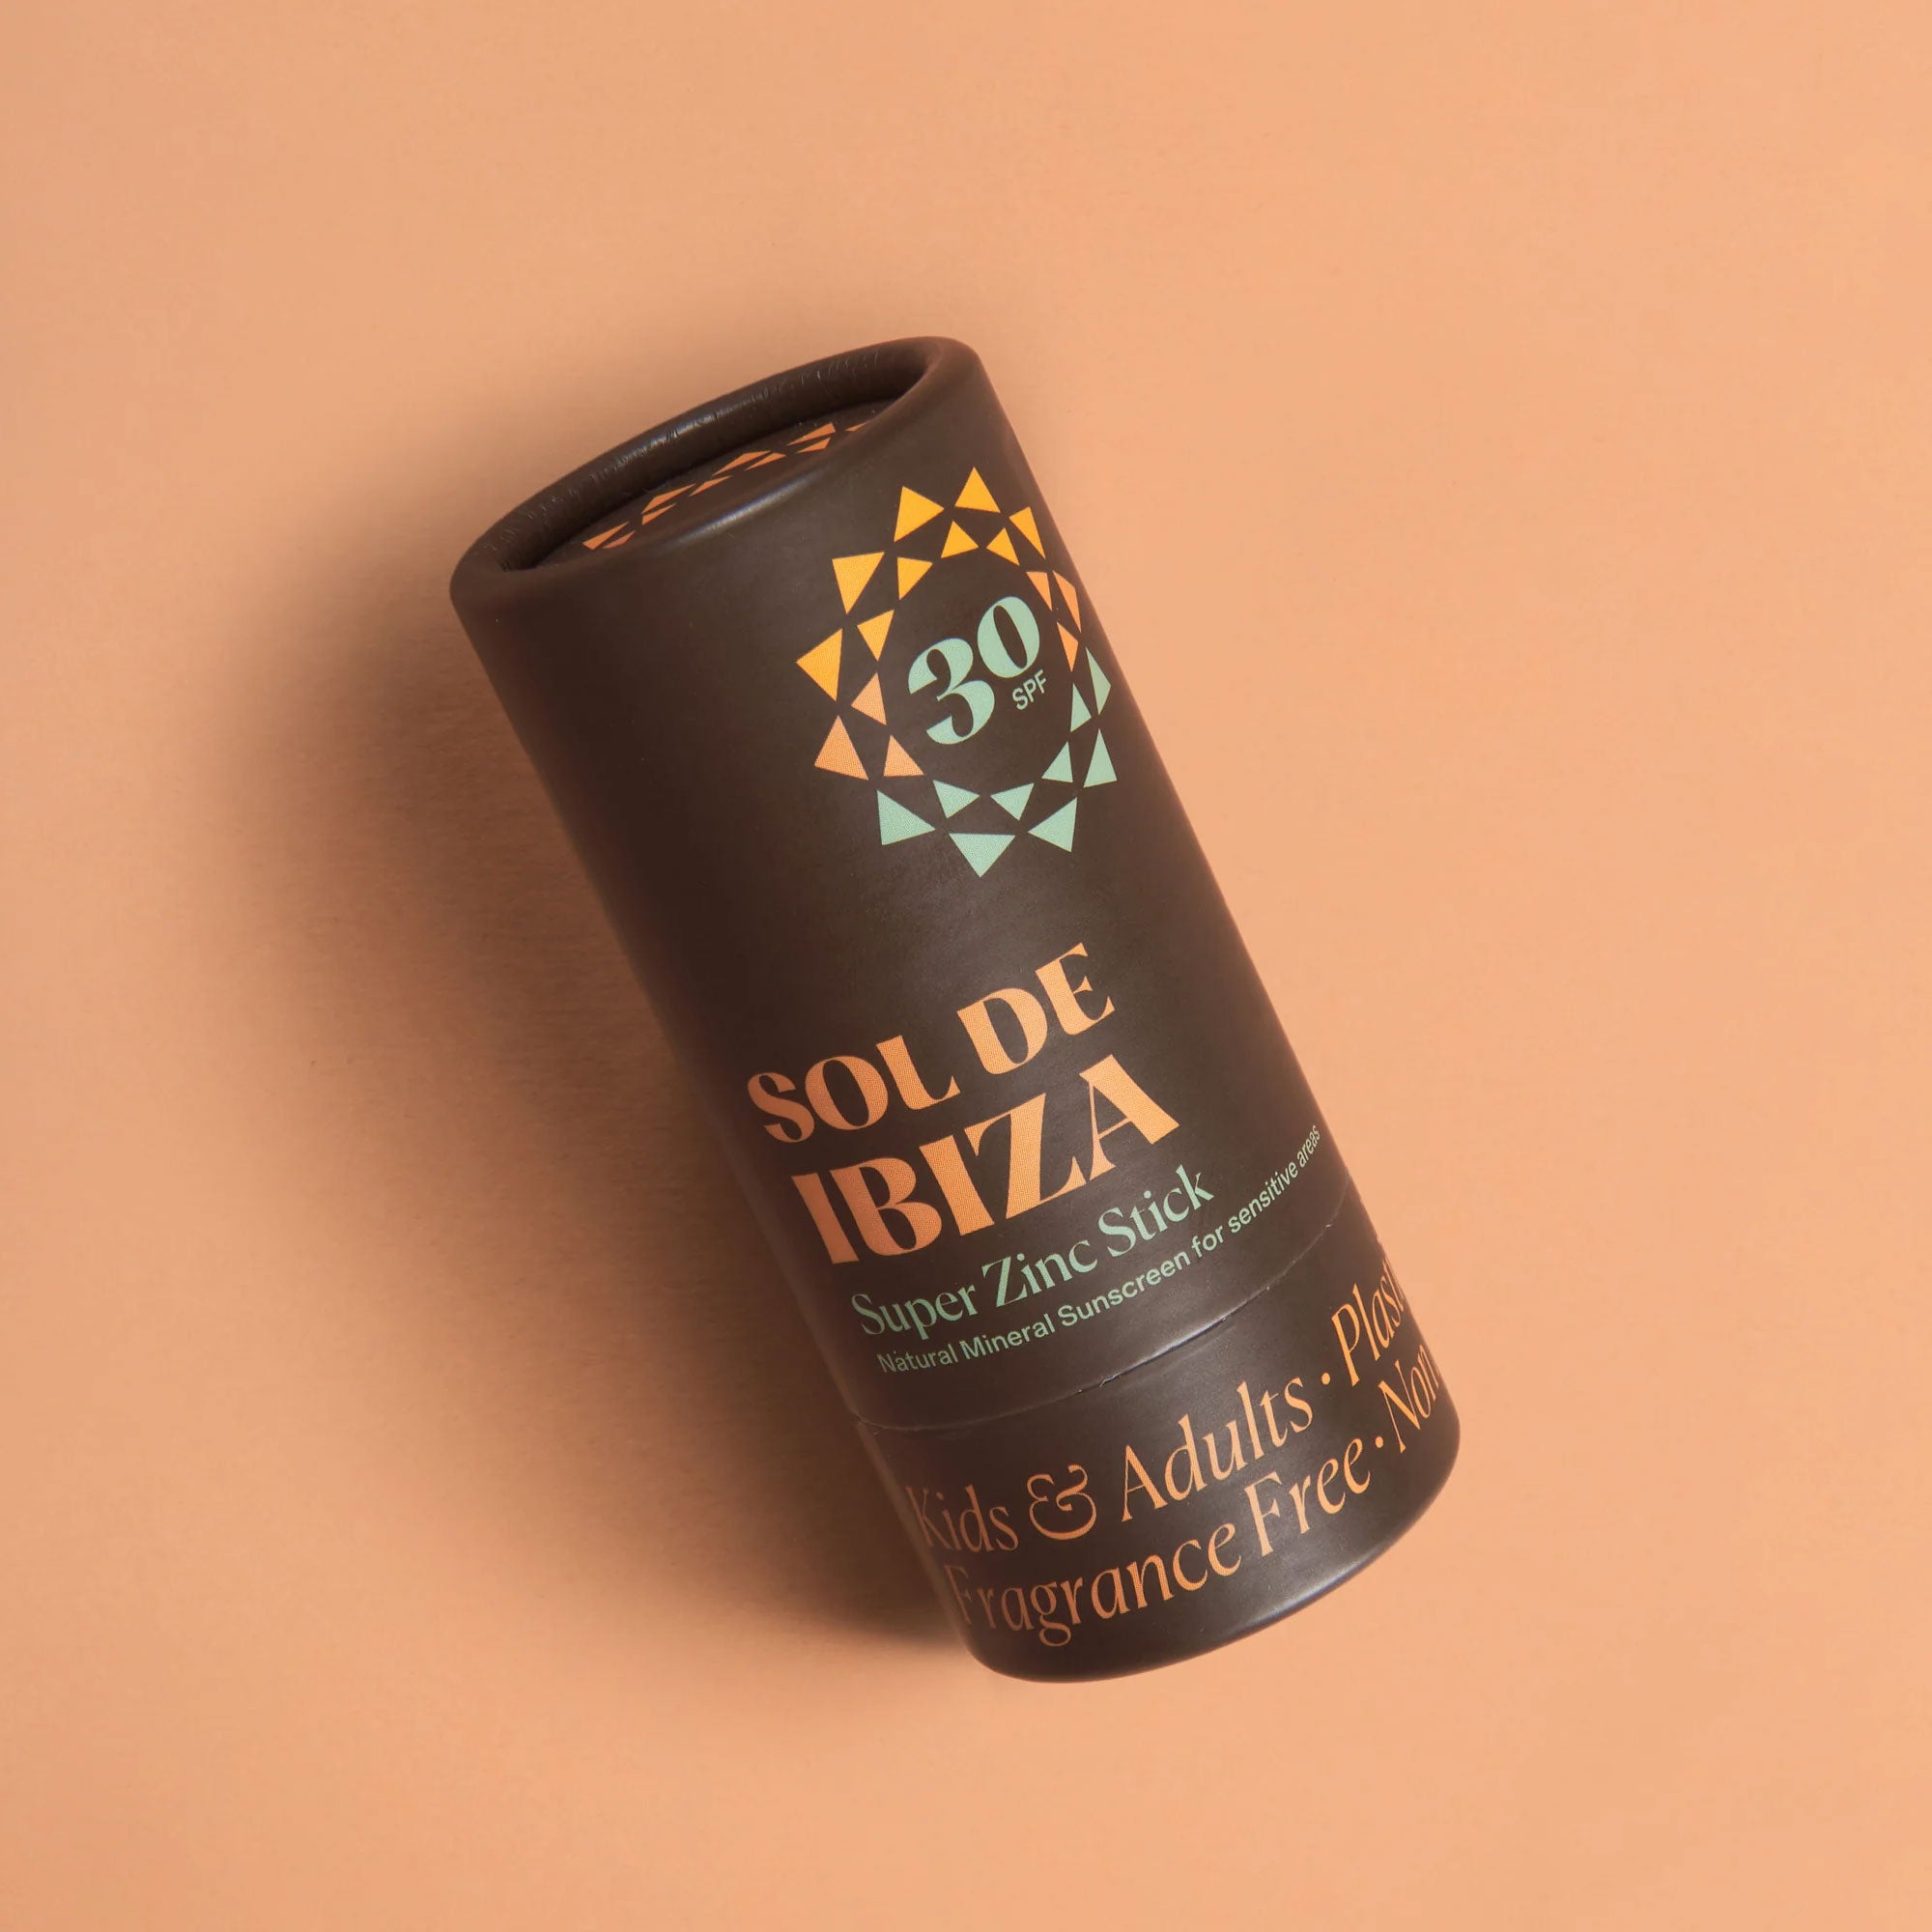 30
SPF
SOL DE
IBIZA
Super Zinc Stick
Natural Mineral Sunscreen for sensitive areas
Kids & Adults •
Fragrance Free •